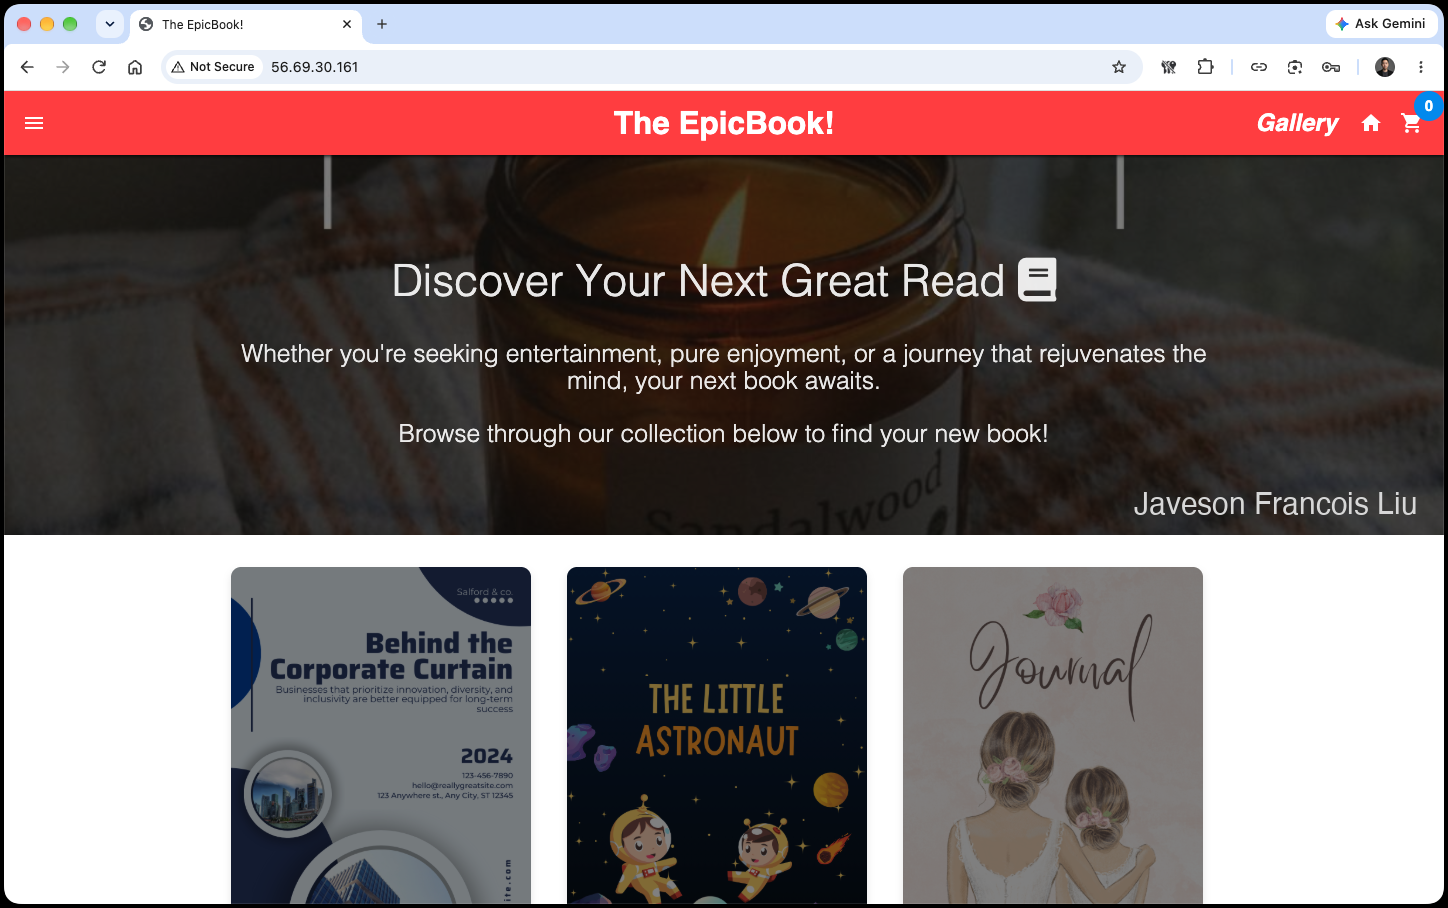 The EpicBook!
Ask Gemini
Not Secure
56.69.30.161
The EpicBook!
Gallery
0
Discover Your Next Great Read
Whether you're seeking entertainment, pure enjoyment, or a journey that rejuvenates the
mind, your next book awaits.
Browse through our collection below to find your new book!
Sandalwood
Javeson Francois Liu
Salford & co.
Behind the
Corporate Curtain
Businesses that prioritize innovation, diversity, and
inclusivity are better equipped for long-term
success
2024
123-456-7890
hello@reallygreatsite.com
123 Anywhere st., Any City, ST 12345
ite.com
THE LITTLE
ASTRONAUT
Journal